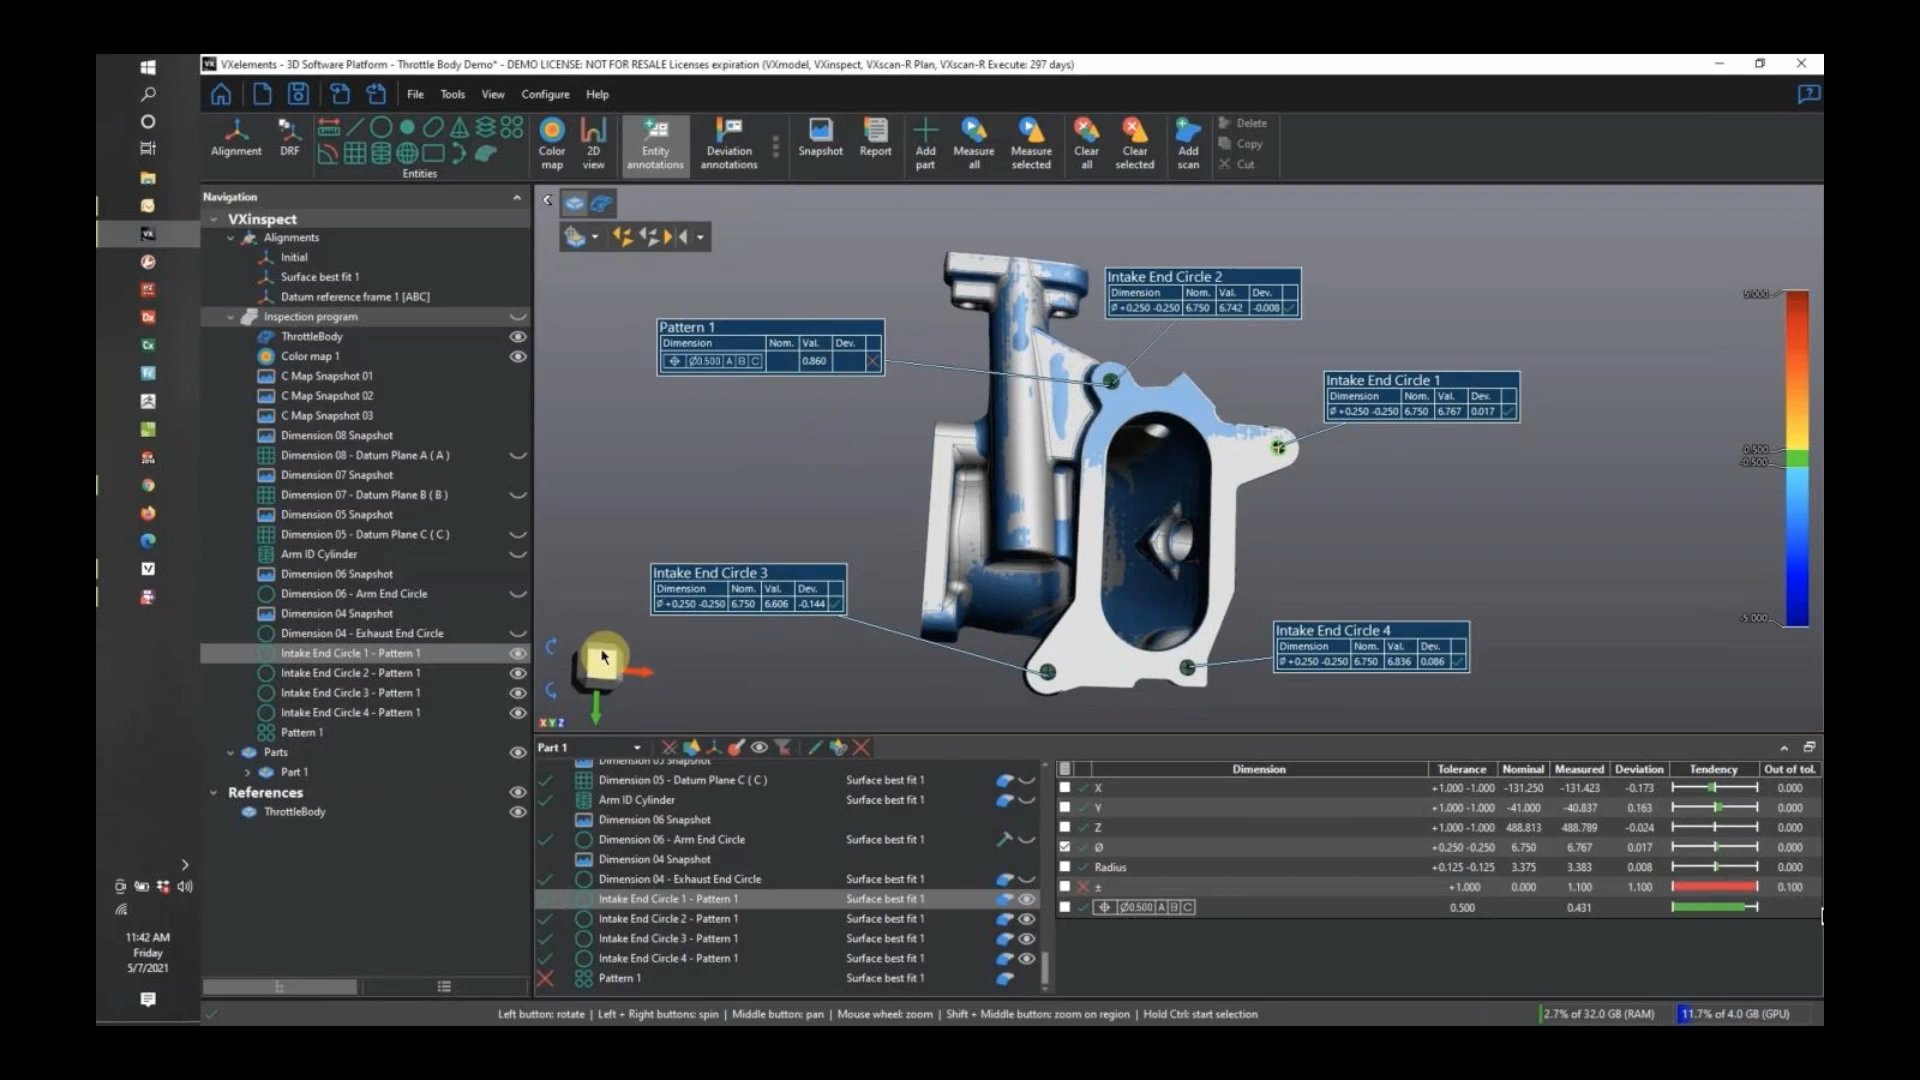 VXelements - 3D Software Platform - Throttle Body Demo* - DEMO LICENSE: NOT FOR RESALE Licenses expiration (VXmodel, VXinspect, VXscan-R Plan, VXscan-R Execute: 297 days)
File Tools View Configure Help
Alignment DRF Entities
Color map
2D view
Entity annotations
Deviation annotations
Snapshot
Report
Add part
Measure all
Measure selected
Clear all
Clear selected
Add scan
Delete
Copy
Cut
Navigation
VXinspect
Alignments
Initial
Surface best fit 1
Datum reference frame 1 [ABC]
Inspection program
ThrottleBody
Color map 1
C Map Snapshot 01
C Map Snapshot 02
C Map Snapshot 03
Dimension 08 Snapshot
Dimension 08 - Datum Plane A ( A )
Dimension 07 Snapshot
Dimension 07 - Datum Plane B ( B )
Dimension 05 Snapshot
Dimension 05 - Datum Plane C ( C )
Arm ID Cylinder
Dimension 06 Snapshot
Dimension 06 - Arm End Circle
Dimension 04 Snapshot
Dimension 04 - Exhaust End Circle
Intake End Circle 1 - Pattern 1
Intake End Circle 2 - Pattern 1
Intake End Circle 3 - Pattern 1
Intake End Circle 4 - Pattern 1
Pattern 1
Parts
Part 1
References
ThrottleBody
11:42 AM
Friday
5/7/2021
Intake End Circle 2
Dimension Nom. Val. Dev.
Ø +0.250 -0.250 6.750 6.742 -0.008
Pattern 1
Dimension Nom. Val. Dev.
⌖ Ø0.500 A B C 0.860
Intake End Circle 1
Dimension Nom. Val. Dev.
Ø +0.250 -0.250 6.750 6.767 0.017
Intake End Circle 3
Dimension Nom. Val. Dev.
Ø +0.250 -0.250 6.750 6.606 -0.144
Intake End Circle 4
Dimension Nom. Val. Dev.
Ø +0.250 -0.250 6.750 6.836 0.086
5.000
0.500
-0.500
-5.000
X Y Z
Part 1
Dimension 05 Snapshot
Dimension 05 - Datum Plane C ( C ) Surface best fit 1
Arm ID Cylinder Surface best fit 1
Dimension 06 Snapshot
Dimension 06 - Arm End Circle Surface best fit 1
Dimension 04 Snapshot
Dimension 04 - Exhaust End Circle Surface best fit 1
Intake End Circle 1 - Pattern 1 Surface best fit 1
Intake End Circle 2 - Pattern 1 Surface best fit 1
Intake End Circle 3 - Pattern 1 Surface best fit 1
Intake End Circle 4 - Pattern 1 Surface best fit 1
Pattern 1 Surface best fit 1
Dimension Tolerance Nominal Measured Deviation Tendency Out of tol.
X +1.000 -1.000 -131.250 -131.423 -0.173 0.000
Y +1.000 -1.000 -41.000 -40.837 0.163 0.000
Z +1.000 -1.000 488.813 488.789 -0.024 0.000
Ø +0.250 -0.250 6.750 6.767 0.017 0.000
Radius +0.125 -0.125 3.375 3.383 0.008 0.000
± +1.000 0.000 1.100 1.100 0.100
⌖ Ø0.500 A B C 0.500 0.431
Left button: rotate | Left + Right buttons: spin | Middle button: pan | Mouse wheel: zoom | Shift + Middle button: zoom on region | Hold Ctrl: start selection
2.7% of 32.0 GB (RAM) 11.7% of 4.0 GB (GPU)